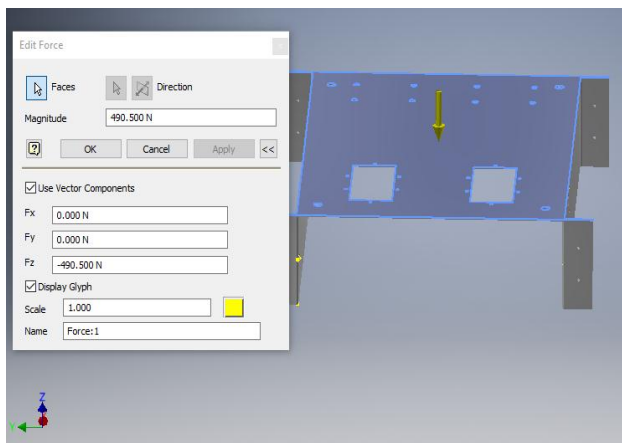 Edit Force
Faces
Direction
Magnitude
490.500 N
OK
Cancel
Apply
<<
Use Vector Components
Fx
0.000 N
Fy
0.000 N
Fz
-490.500 N
Display Glyph
Scale
1.000
Name
Force:1
Z
Y